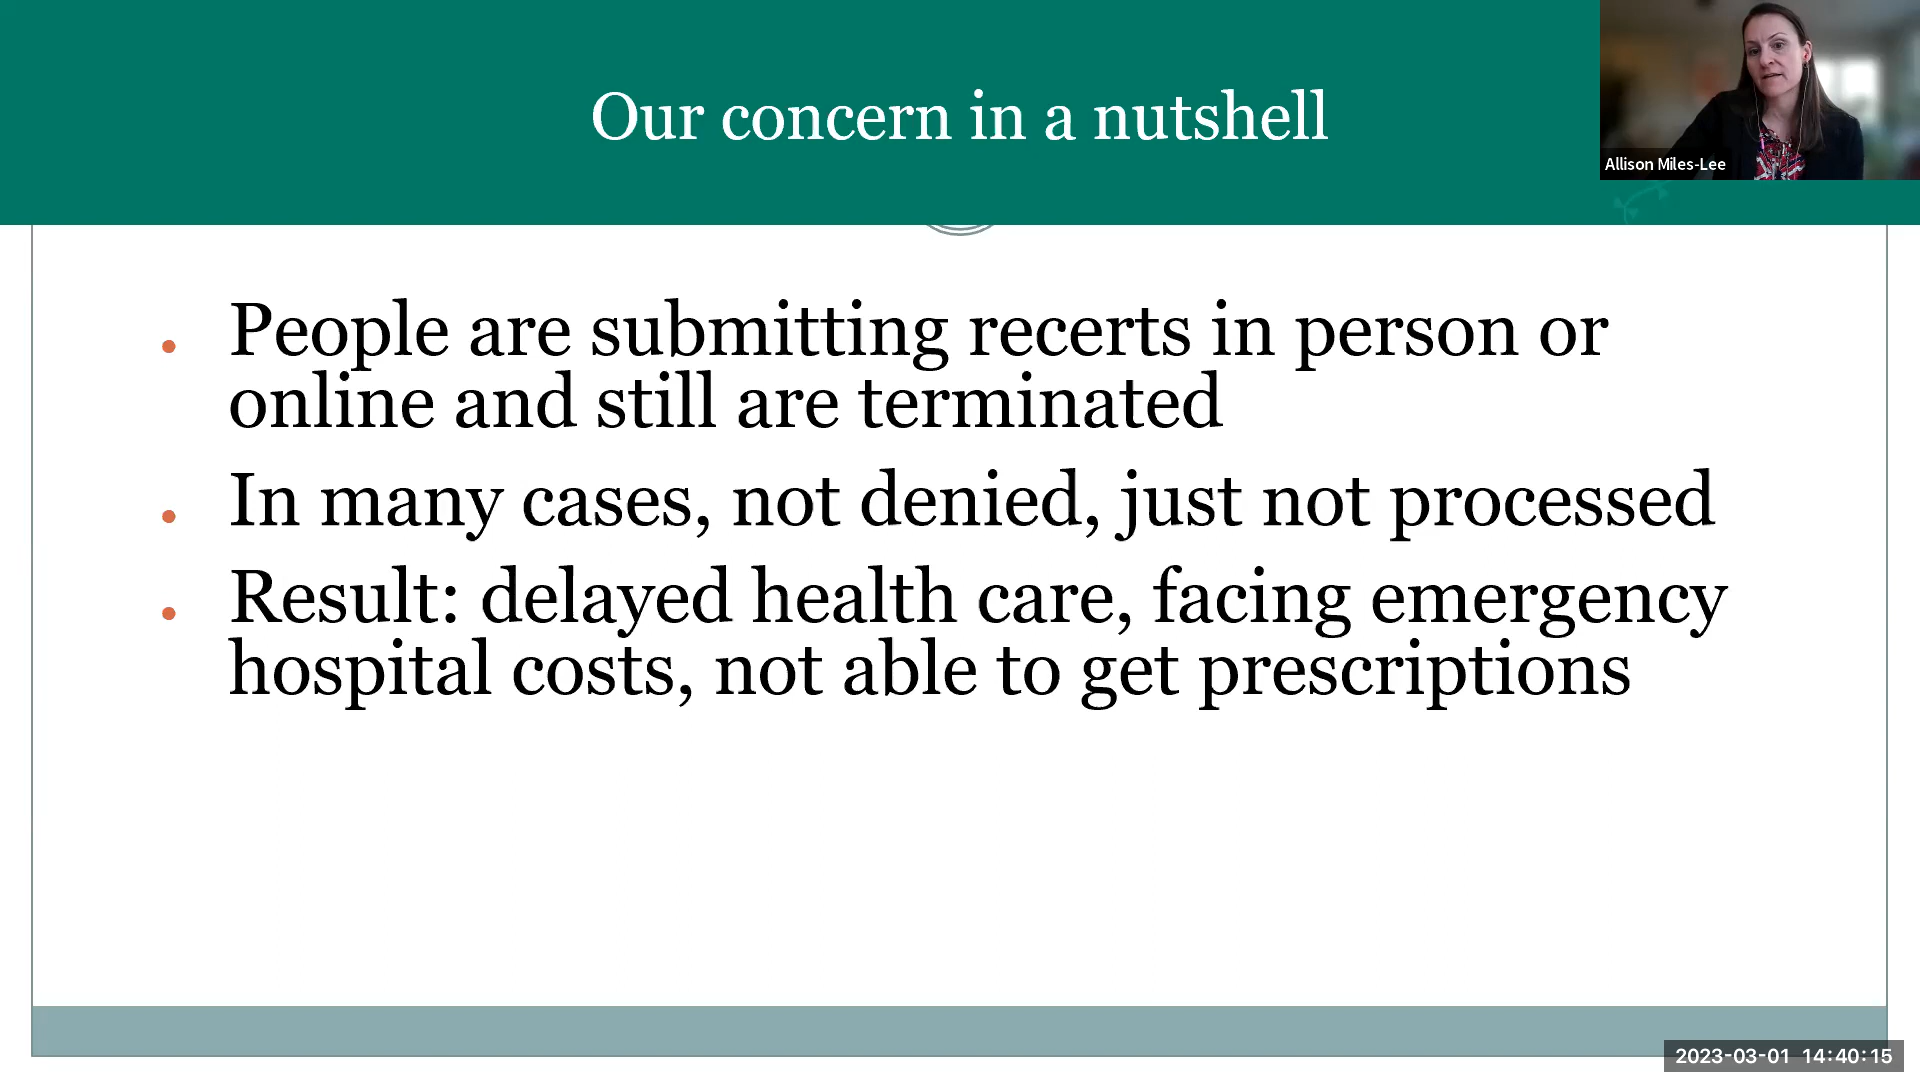 Our concern in a nutshell
Allison Miles-Lee
People are submitting recerts in person or
online and still are terminated
In many cases, not denied, just not processed
Result: delayed health care, facing emergency
hospital costs, not able to get prescriptions
2023-03-01 14:40:15